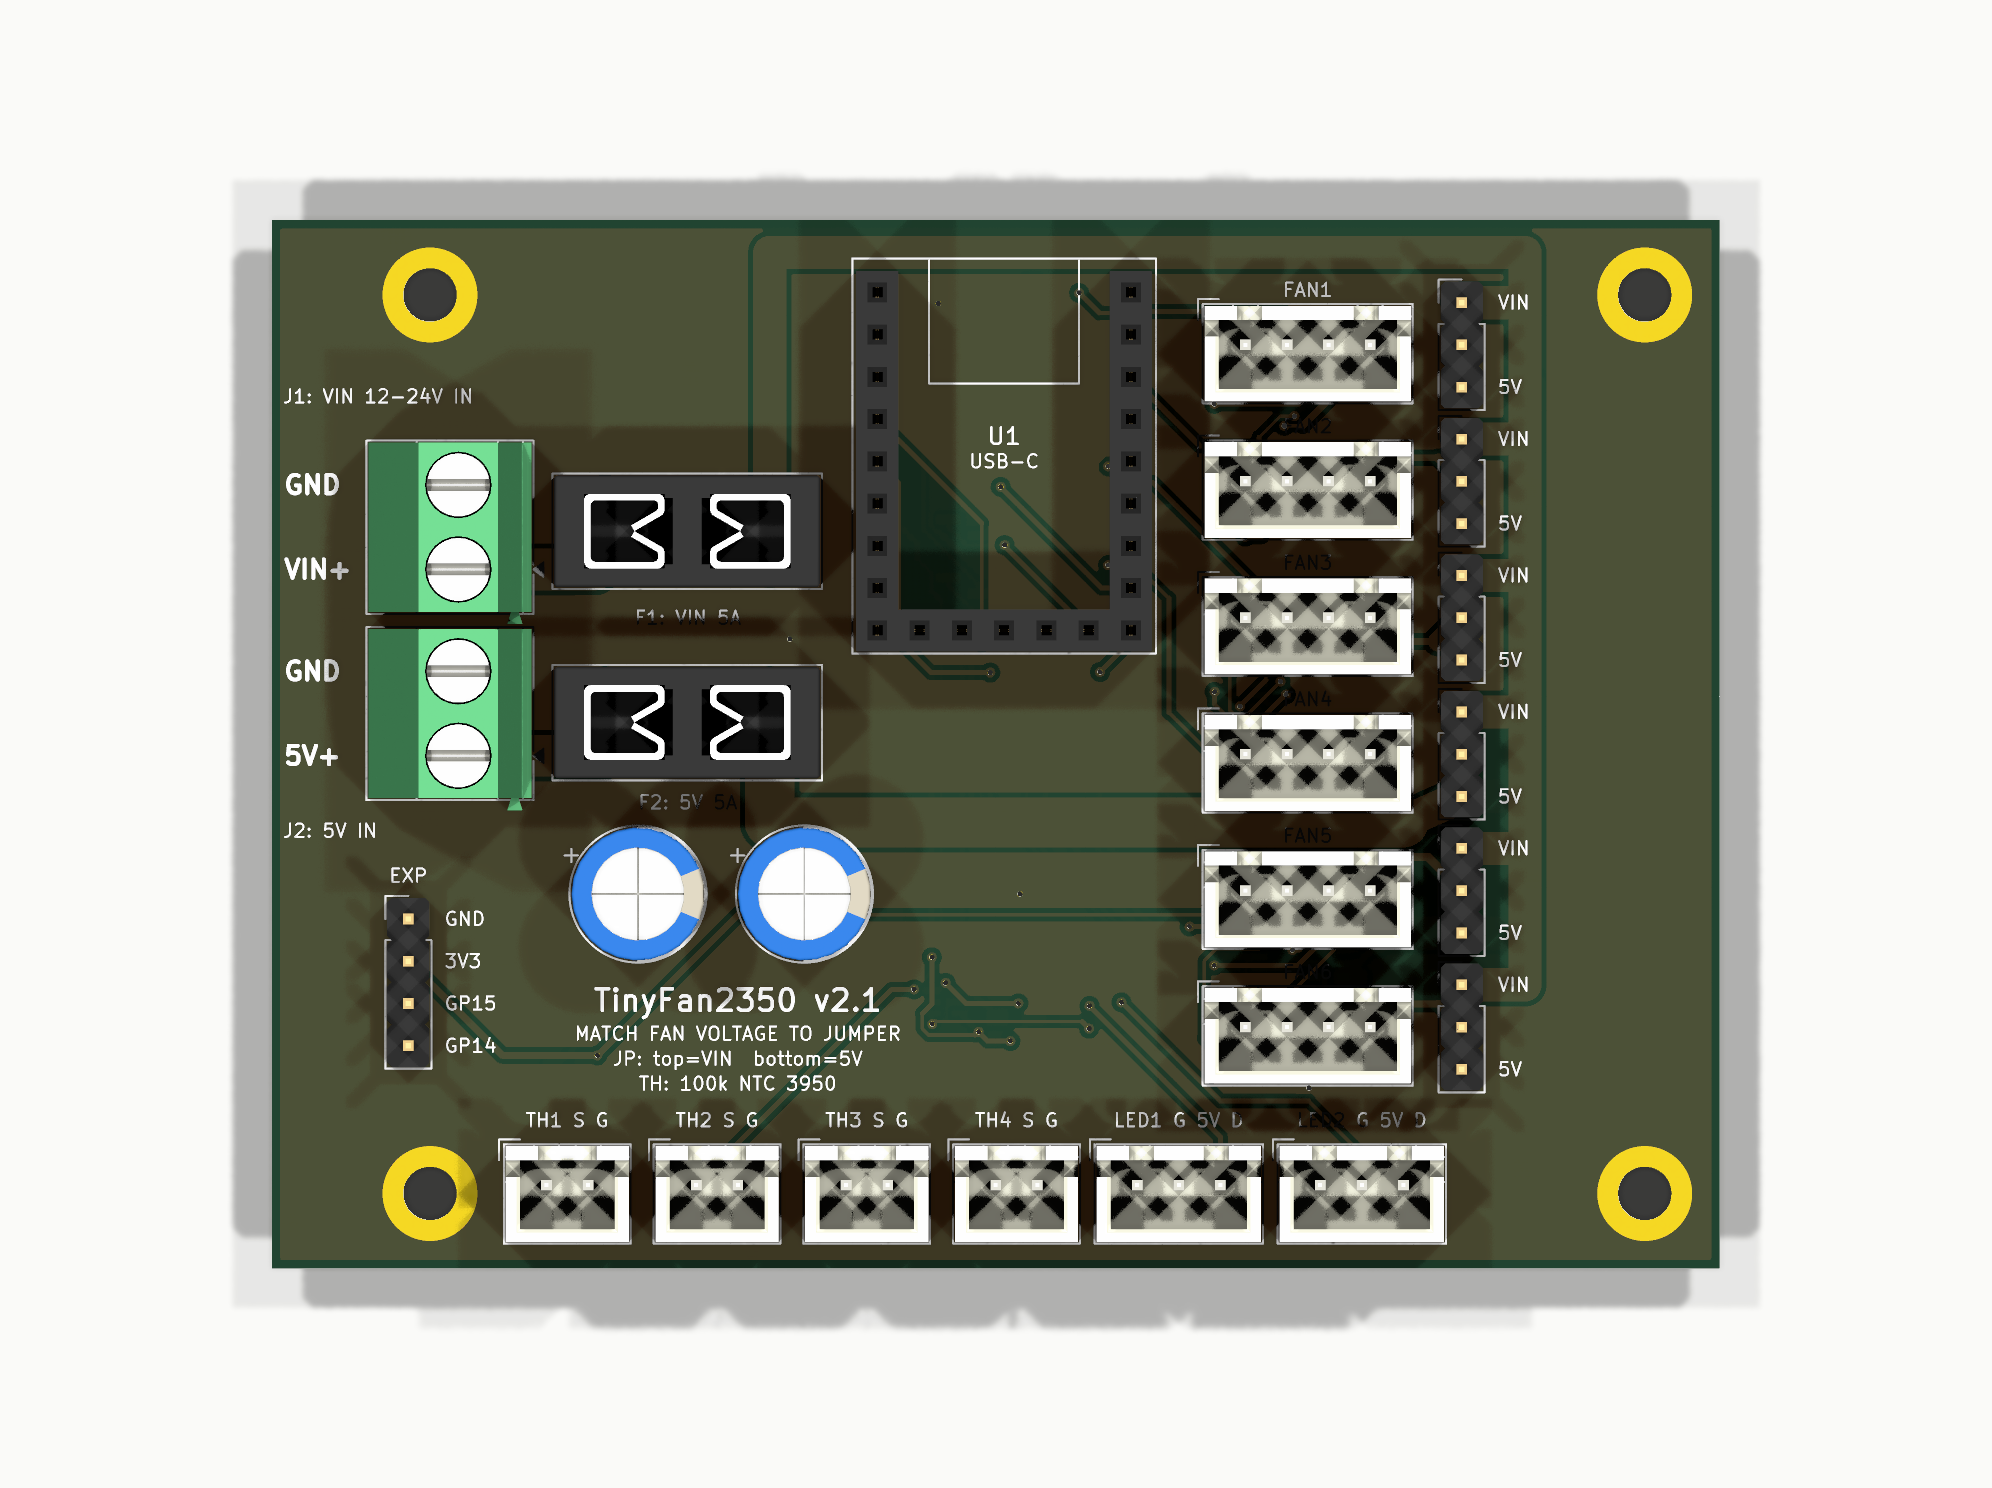 FAN1
VIN
5V
J1: VIN 12-24V IN
GND
VIN+
GND
5V+
J2: 5V IN
F1: VIN 5A
F2: 5V 5A
U1
USB-C
FAN2
VIN
5V
FAN3
VIN
5V
FAN4
VIN
5V
FAN5
VIN
5V
VIN
5V
+
+
EXP
GND
3V3
GP15
GP14
TinyFan2350 v2.1
MATCH FAN VOLTAGE TO JUMPER
JP: top=VIN bottom=5V
TH: 100k NTC 3950
TH1 S G
TH2 S G
TH3 S G
TH4 S G
LED1 G 5V D
LED2 G 5V D